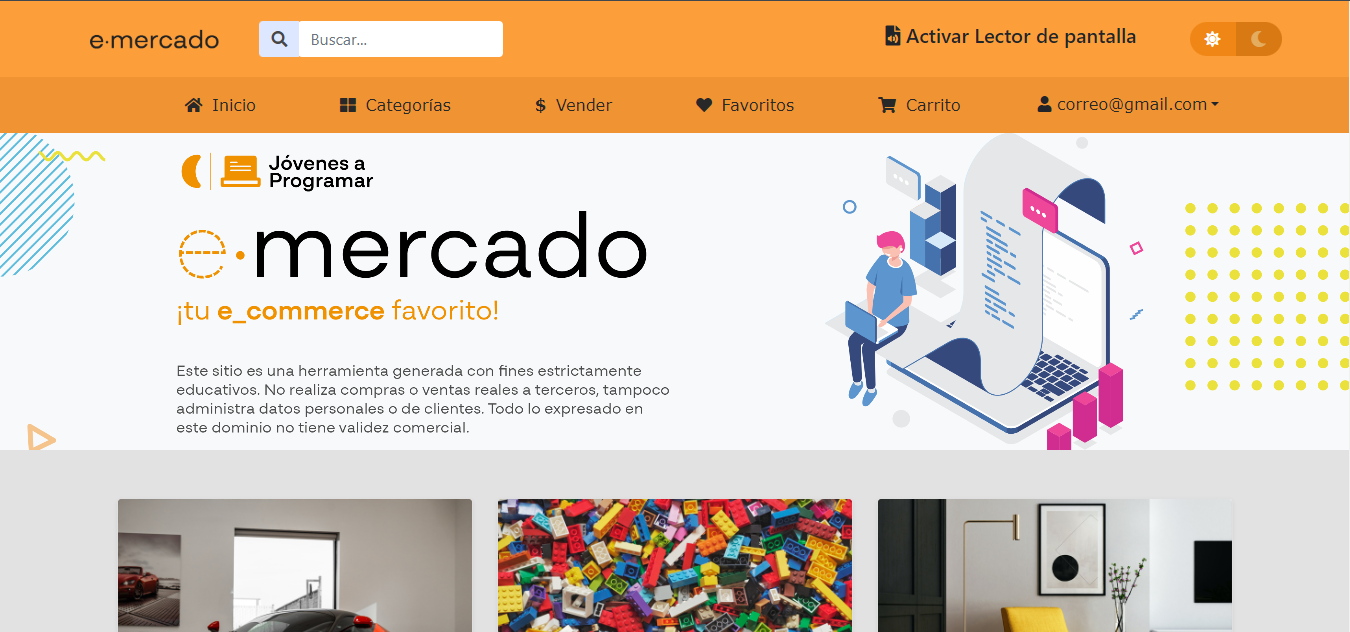 e·mercado
Buscar...
Activar Lector de pantalla
Inicio
Categorías
$ Vender
Favoritos
Carrito
correo@gmail.com
Jóvenes a
Programar
e·mercado
¡tu e_commerce favorito!
Este sitio es una herramienta generada con fines estrictamente
educativos. No realiza compras o ventas reales a terceros, tampoco
administra datos personales o de clientes. Todo lo expresado en
este dominio no tiene validez comercial.